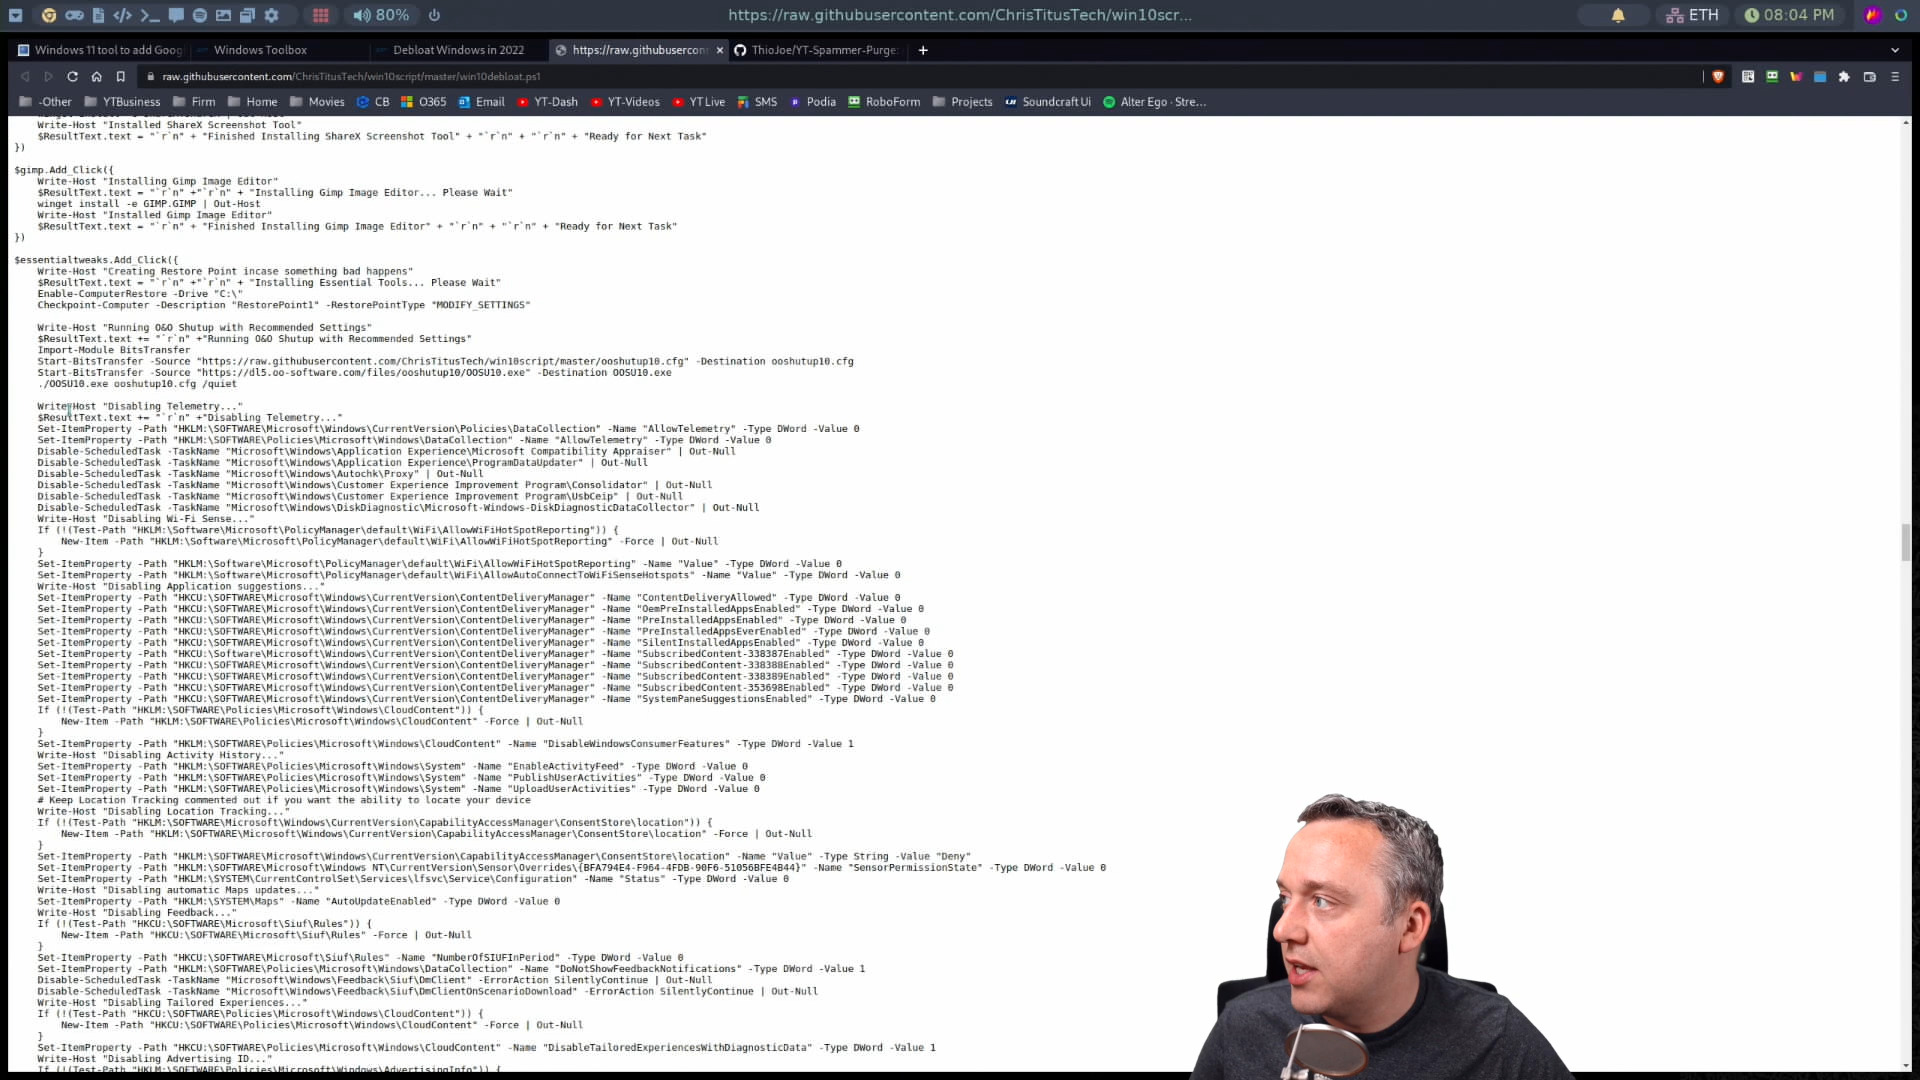 80%
https://raw.githubusercontent.com/ChrisTitusTech/win10scr...
ETH
08:04 PM
Windows 11 tool to add Goog
Windows Toolbox
Debloat Windows in 2022
https://raw.githubusercon
ThioJoe/YT-Spammer-Purge:
raw.githubusercontent.com/ChrisTitusTech/win10script/master/win10debloat.ps1
-Other
YTBusiness
Firm
Home
Movies
CB
O365
Email
YT-Dash
YT-Videos
YT Live
SMS
Podia
RoboForm
Projects
Soundcraft Ui
Alter Ego - Stre...
Write-Host "Installed ShareX Screenshot Tool"
$ResultText.text = "`r`n" + "Finished Installing ShareX Screenshot Tool" + "`r`n" + "`r`n" + "Ready for Next Task"
})
$gimp.Add_Click({
Write-Host "Installing Gimp Image Editor"
$ResultText.text = "`r`n" +"`r`n" + "Installing Gimp Image Editor... Please Wait"
winget install -e GIMP.GIMP | Out-Host
Write-Host "Installed Gimp Image Editor"
$ResultText.text = "`r`n" + "Finished Installing Gimp Image Editor" + "`r`n" + "`r`n" + "Ready for Next Task"
})
$essentialtweaks.Add_Click({
Write-Host "Creating Restore Point incase something bad happens"
$ResultText.text = "`r`n" +"`r`n" + "Installing Essential Tools... Please Wait"
Enable-ComputerRestore -Drive "C:\"
Checkpoint-Computer -Description "RestorePoint1" -RestorePointType "MODIFY_SETTINGS"
Write-Host "Running O&O Shutup with Recommended Settings"
$ResultText.text += "`r`n" +"Running O&O Shutup with Recommended Settings"
Import-Module BitsTransfer
Start-BitsTransfer -Source "https://raw.githubusercontent.com/ChrisTitusTech/win10script/master/ooshutup10.cfg" -Destination ooshutup10.cfg
Start-BitsTransfer -Source "https://dl5.oo-software.com/files/ooshutup10/OOSU10.exe" -Destination OOSU10.exe
./OOSU10.exe ooshutup10.cfg /quiet
Write-Host "Disabling Telemetry..."
$ResultText.text += "`r`n" +"Disabling Telemetry..."
Set-ItemProperty -Path "HKLM:\SOFTWARE\Microsoft\Windows\CurrentVersion\Policies\DataCollection" -Name "AllowTelemetry" -Type DWord -Value 0
Set-ItemProperty -Path "HKLM:\SOFTWARE\Policies\Microsoft\Windows\DataCollection" -Name "AllowTelemetry" -Type DWord -Value 0
Disable-ScheduledTask -TaskName "Microsoft\Windows\Application Experience\Microsoft Compatibility Appraiser" | Out-Null
Disable-ScheduledTask -TaskName "Microsoft\Windows\Application Experience\ProgramDataUpdater" | Out-Null
Disable-ScheduledTask -TaskName "Microsoft\Windows\Autochk\Proxy" | Out-Null
Disable-ScheduledTask -TaskName "Microsoft\Windows\Customer Experience Improvement Program\Consolidator" | Out-Null
Disable-ScheduledTask -TaskName "Microsoft\Windows\Customer Experience Improvement Program\UsbCeip" | Out-Null
Disable-ScheduledTask -TaskName "Microsoft\Windows\DiskDiagnostic\Microsoft-Windows-DiskDiagnosticDataCollector" | Out-Null
Write-Host "Disabling Wi-Fi Sense..."
If (!(Test-Path "HKLM:\Software\Microsoft\PolicyManager\default\WiFi\AllowWiFiHotSpotReporting")) {
New-Item -Path "HKLM:\Software\Microsoft\PolicyManager\default\WiFi\AllowWiFiHotSpotReporting" -Force | Out-Null
}
Set-ItemProperty -Path "HKLM:\Software\Microsoft\PolicyManager\default\WiFi\AllowWiFiHotSpotReporting" -Name "Value" -Type DWord -Value 0
Set-ItemProperty -Path "HKLM:\Software\Microsoft\PolicyManager\default\WiFi\AllowAutoConnectToWiFiSenseHotspots" -Name "Value" -Type DWord -Value 0
Write-Host "Disabling Application suggestions..."
Set-ItemProperty -Path "HKCU:\SOFTWARE\Microsoft\Windows\CurrentVersion\ContentDeliveryManager" -Name "ContentDeliveryAllowed" -Type DWord -Value 0
Set-ItemProperty -Path "HKCU:\SOFTWARE\Microsoft\Windows\CurrentVersion\ContentDeliveryManager" -Name "OemPreInstalledAppsEnabled" -Type DWord -Value 0
Set-ItemProperty -Path "HKCU:\SOFTWARE\Microsoft\Windows\CurrentVersion\ContentDeliveryManager" -Name "PreInstalledAppsEnabled" -Type DWord -Value 0
Set-ItemProperty -Path "HKCU:\SOFTWARE\Microsoft\Windows\CurrentVersion\ContentDeliveryManager" -Name "PreInstalledAppsEverEnabled" -Type DWord -Value 0
Set-ItemProperty -Path "HKCU:\SOFTWARE\Microsoft\Windows\CurrentVersion\ContentDeliveryManager" -Name "SilentInstalledAppsEnabled" -Type DWord -Value 0
Set-ItemProperty -Path "HKCU:\Software\Microsoft\Windows\CurrentVersion\ContentDeliveryManager" -Name "SubscribedContent-338387Enabled" -Type DWord -Value 0
Set-ItemProperty -Path "HKCU:\SOFTWARE\Microsoft\Windows\CurrentVersion\ContentDeliveryManager" -Name "SubscribedContent-338388Enabled" -Type DWord -Value 0
Set-ItemProperty -Path "HKCU:\SOFTWARE\Microsoft\Windows\CurrentVersion\ContentDeliveryManager" -Name "SubscribedContent-338389Enabled" -Type DWord -Value 0
Set-ItemProperty -Path "HKCU:\SOFTWARE\Microsoft\Windows\CurrentVersion\ContentDeliveryManager" -Name "SubscribedContent-353698Enabled" -Type DWord -Value 0
Set-ItemProperty -Path "HKCU:\SOFTWARE\Microsoft\Windows\CurrentVersion\ContentDeliveryManager" -Name "SystemPaneSuggestionsEnabled" -Type DWord -Value 0
If (!(Test-Path "HKLM:\SOFTWARE\Policies\Microsoft\Windows\CloudContent")) {
New-Item -Path "HKLM:\SOFTWARE\Policies\Microsoft\Windows\CloudContent" -Force | Out-Null
}
Set-ItemProperty -Path "HKLM:\SOFTWARE\Policies\Microsoft\Windows\CloudContent" -Name "DisableWindowsConsumerFeatures" -Type DWord -Value 1
Write-Host "Disabling Activity History..."
Set-ItemProperty -Path "HKLM:\SOFTWARE\Policies\Microsoft\Windows\System" -Name "EnableActivityFeed" -Type DWord -Value 0
Set-ItemProperty -Path "HKLM:\SOFTWARE\Policies\Microsoft\Windows\System" -Name "PublishUserActivities" -Type DWord -Value 0
Set-ItemProperty -Path "HKLM:\SOFTWARE\Policies\Microsoft\Windows\System" -Name "UploadUserActivities" -Type DWord -Value 0
# Keep Location Tracking commented out if you want the ability to locate your device
Write-Host "Disabling Location Tracking..."
If (!(Test-Path "HKLM:\SOFTWARE\Microsoft\Windows\CurrentVersion\CapabilityAccessManager\ConsentStore\location")) {
New-Item -Path "HKLM:\SOFTWARE\Microsoft\Windows\CurrentVersion\CapabilityAccessManager\ConsentStore\location" -Force | Out-Null
}
Set-ItemProperty -Path "HKLM:\SOFTWARE\Microsoft\Windows\CurrentVersion\CapabilityAccessManager\ConsentStore\location" -Name "Value" -Type String -Value "Deny"
Set-ItemProperty -Path "HKLM:\SOFTWARE\Microsoft\Windows NT\CurrentVersion\Sensor\Overrides\{BFA794E4-F964-4FDB-90F6-51056BFE4B44}" -Name "SensorPermissionState" -Type DWord -Value 0
Set-ItemProperty -Path "HKLM:\SYSTEM\CurrentControlSet\Services\lfsvc\Service\Configuration" -Name "Status" -Type DWord -Value 0
Write-Host "Disabling automatic Maps updates..."
Set-ItemProperty -Path "HKLM:\SYSTEM\Maps" -Name "AutoUpdateEnabled" -Type DWord -Value 0
Write-Host "Disabling Feedback..."
If (!(Test-Path "HKCU:\SOFTWARE\Microsoft\Siuf\Rules")) {
New-Item -Path "HKCU:\SOFTWARE\Microsoft\Siuf\Rules" -Force | Out-Null
}
Set-ItemProperty -Path "HKCU:\SOFTWARE\Microsoft\Siuf\Rules" -Name "NumberOfSIUFInPeriod" -Type DWord -Value 0
Set-ItemProperty -Path "HKLM:\SOFTWARE\Policies\Microsoft\Windows\DataCollection" -Name "DoNotShowFeedbackNotifications" -Type DWord -Value 1
Disable-ScheduledTask -TaskName "Microsoft\Windows\Feedback\Siuf\DmClient" -ErrorAction SilentlyContinue | Out-Null
Disable-ScheduledTask -TaskName "Microsoft\Windows\Feedback\Siuf\DmClientOnScenarioDownload" -ErrorAction SilentlyContinue | Out-Null
Write-Host "Disabling Tailored Experiences..."
If (!(Test-Path "HKCU:\SOFTWARE\Policies\Microsoft\Windows\CloudContent")) {
New-Item -Path "HKCU:\SOFTWARE\Policies\Microsoft\Windows\CloudContent" -Force | Out-Null
}
Set-ItemProperty -Path "HKCU:\SOFTWARE\Policies\Microsoft\Windows\CloudContent" -Name "DisableTailoredExperiencesWithDiagnosticData" -Type DWord -Value 1
Write-Host "Disabling Advertising ID..."
If (!(Test-Path "HKLM:\SOFTWARE\Policies\Microsoft\Windows\AdvertisingInfo")) {